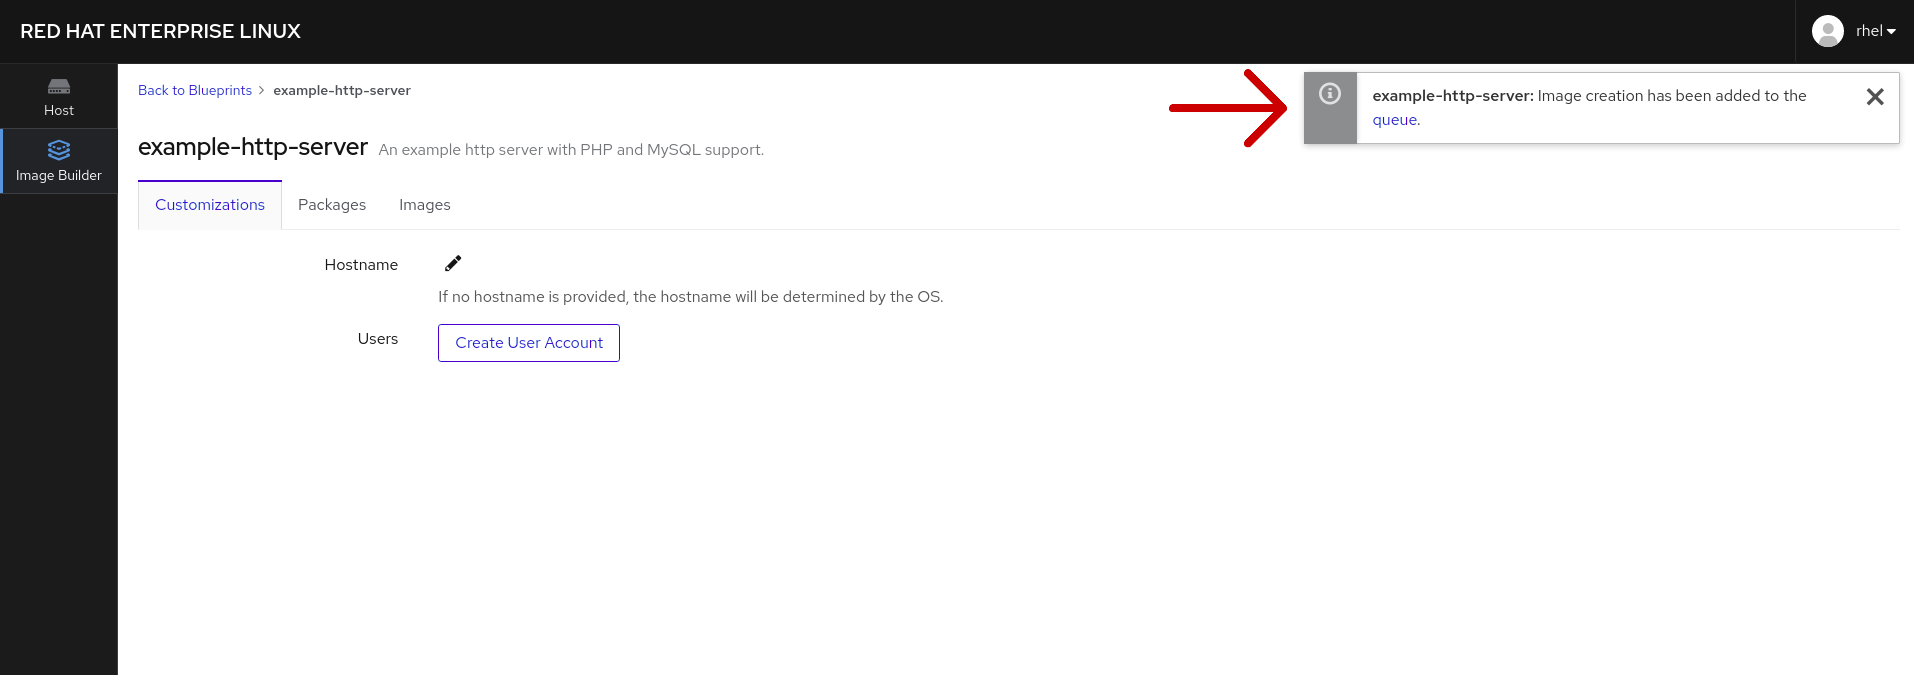 RED HAT ENTERPRISE LINUX
rhel
Host
Image Builder
Back to Blueprints > example-http-server
example-http-server: Image creation has been added to the
queue.
example-http-server An example http server with PHP and MySQL support.
Customizations Packages Images
Hostname
If no hostname is provided, the hostname will be determined by the OS.
Users Create User Account